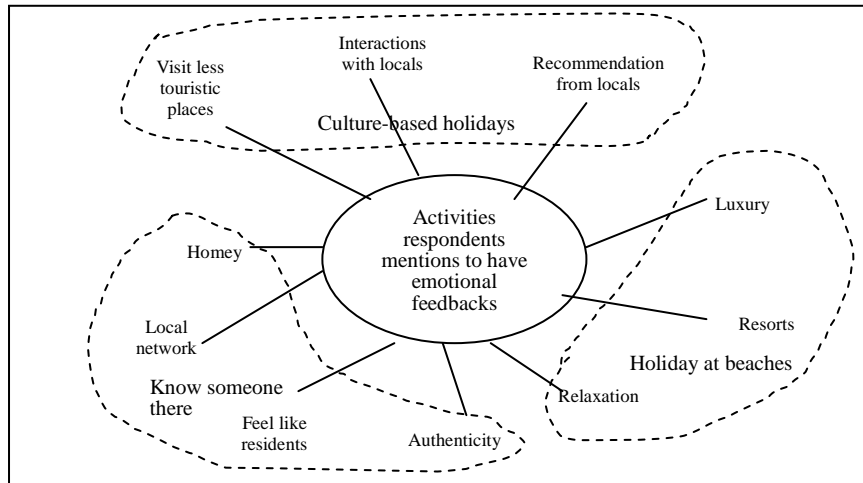 Interactions
with locals
Visit less
touristic
places
Recommendation
from locals
Culture-based holidays
Activities
respondents
mentions to have
emotional
feedbacks
Luxury
Homey
Resorts
Local
network
Holiday at beaches
Know someone
there
Relaxation
Feel like
residents
Authenticity